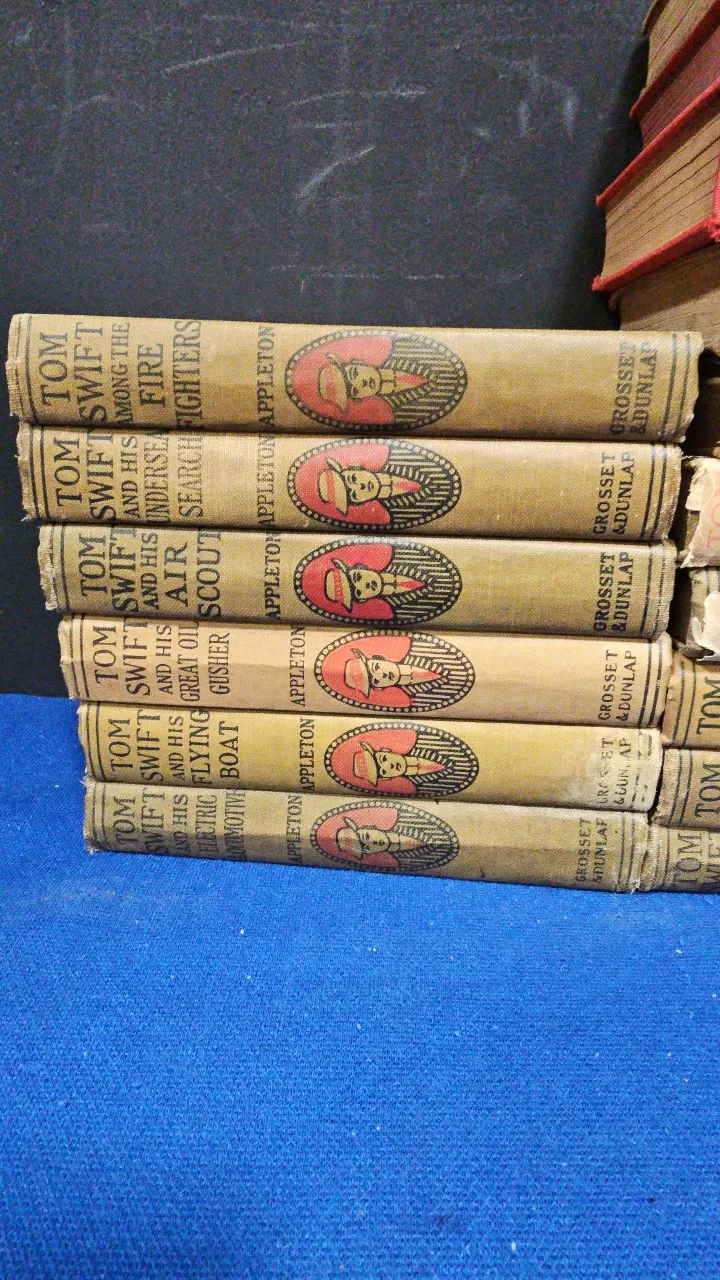 TOM
SWIFT
AMONG THE
FIRE
FIGHTERS
APPLETON
GROSSET
& DUNLAP
TOM
SWIFT
AND HIS
UNDERSEA
SEARCH
APPLETON
GROSSET
& DUNLAP
TOM
SWIFT
AND HIS
AIR
SCOUT
APPLETON
GROSSET
& DUNLAP
TOM
SWIFT
AND HIS
GREAT OIL
GUSHER
APPLETON
GROSSET
& DUNLAP
TOM
SWIFT
AND HIS
FLYING
BOAT
APPLETON
TOM
SWIFT
AND HIS
ELECTRIC
LOCOMOTIVE
APPLETON
GROSSET
& DUNLAP
TOM
TOM
TOM